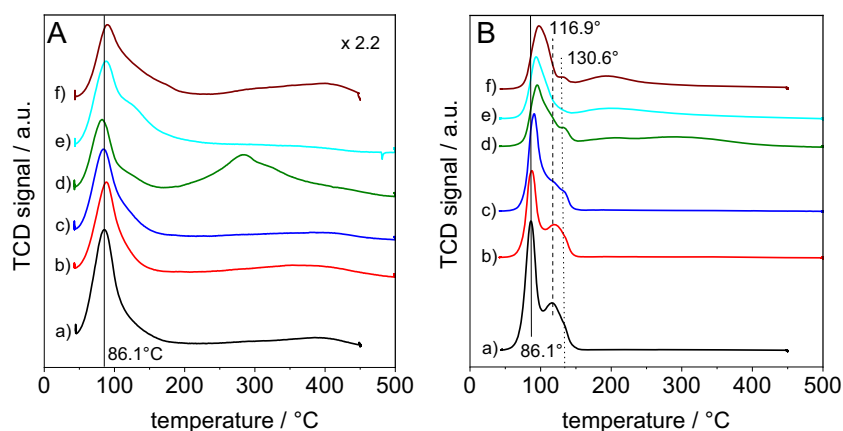 A
x 2.2
f)
e)
d)
c)
b)
a)
86.1°C
TCD signal / a.u.
0 100 200 300 400 500
temperature / °C
B
116.9°
130.6°
f)
e)
d)
c)
b)
a)
86.1°
TCD signal / a.u.
0 100 200 300 400 500
temperature / °C